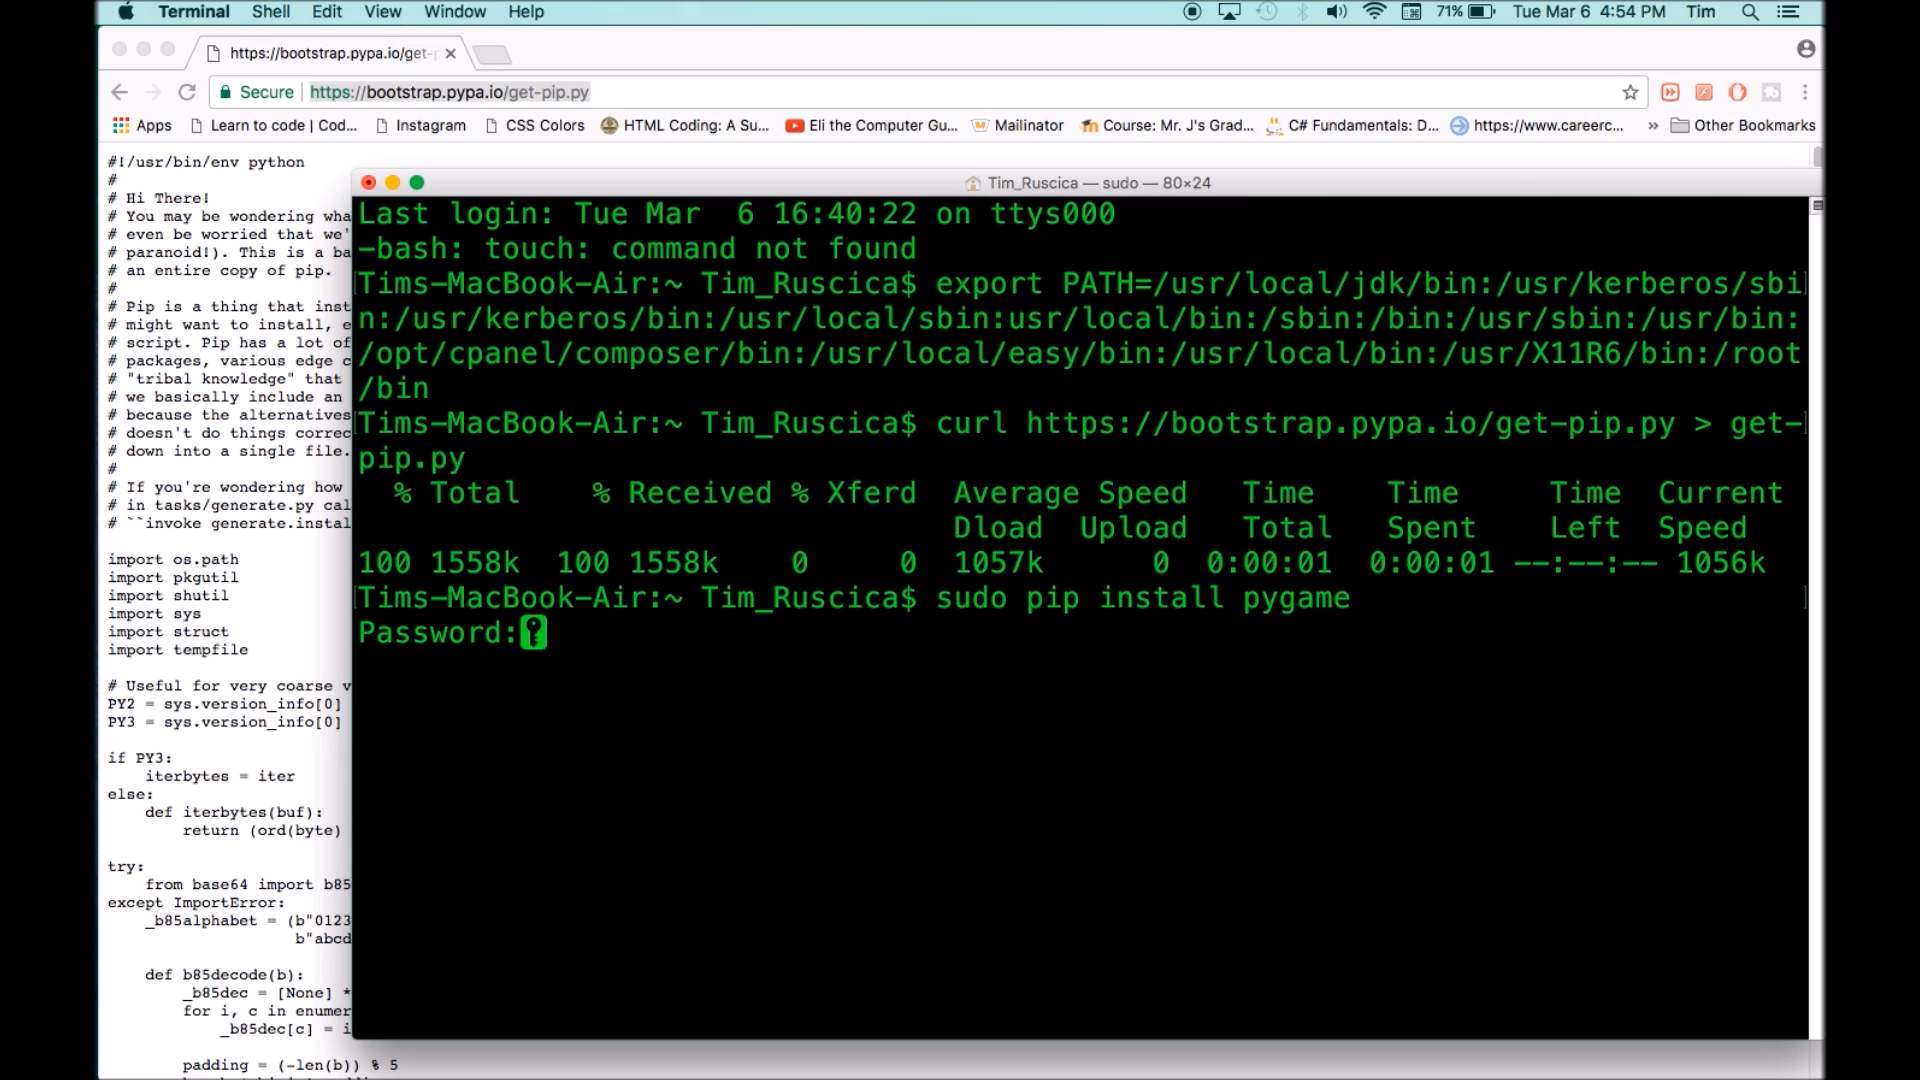 Terminal Shell Edit View Window Help 71% Tue Mar 6 4:54 PM Tim
https://bootstrap.pypa.io/get-p
Secure https://bootstrap.pypa.io/get-pip.py
Apps Learn to code | Cod... Instagram CSS Colors HTML Coding: A Su... Eli the Computer Gu... Mailinator Course: Mr. J's Grad... C# Fundamentals: D... https://www.careerc... » Other Bookmarks
#!/usr/bin/env python
#
# Hi There!
# You may be wondering wha
# even be worried that we'
# paranoid!). This is a ba
# an entire copy of pip.
#
# Pip is a thing that inst
# might want to install, e
# script. Pip has a lot of
# packages, various edge c
# "tribal knowledge" that
# we basically include an
# because the alternatives
# doesn't do things correc
# down into a single file.
#
# If you're wondering how
# in tasks/generate.py cal
# ``invoke generate.instal
import os.path
import pkgutil
import shutil
import sys
import struct
import tempfile
# Useful for very coarse v
PY2 = sys.version_info[0]
PY3 = sys.version_info[0]
if PY3:
iterbytes = iter
else:
def iterbytes(buf):
return (ord(byte)
try:
from base64 import b85
except ImportError:
_b85alphabet = (b"0123
b"abcd
def b85decode(b):
_b85dec = [None] *
for i, c in enumer
_b85dec[c] = i
padding = (-len(b)) % 5
Tim_Ruscica — sudo — 80×24
Last login: Tue Mar  6 16:40:22 on ttys000
-bash: touch: command not found
Tims-MacBook-Air:~ Tim_Ruscica$ export PATH=/usr/local/jdk/bin:/usr/kerberos/sbi
n:/usr/kerberos/bin:/usr/local/sbin:usr/local/bin:/sbin:/bin:/usr/sbin:/usr/bin:
/opt/cpanel/composer/bin:/usr/local/easy/bin:/usr/local/bin:/usr/X11R6/bin:/root
/bin
Tims-MacBook-Air:~ Tim_Ruscica$ curl https://bootstrap.pypa.io/get-pip.py > get-
pip.py
% Total % Received % Xferd Average Speed Time Time Time Current
Dload Upload Total Spent Left Speed
100 1558k 100 1558k 0 0 1057k 0 0:00:01 0:00:01 --:--:-- 1056k
Tims-MacBook-Air:~ Tim_Ruscica$ sudo pip install pygame
Password: